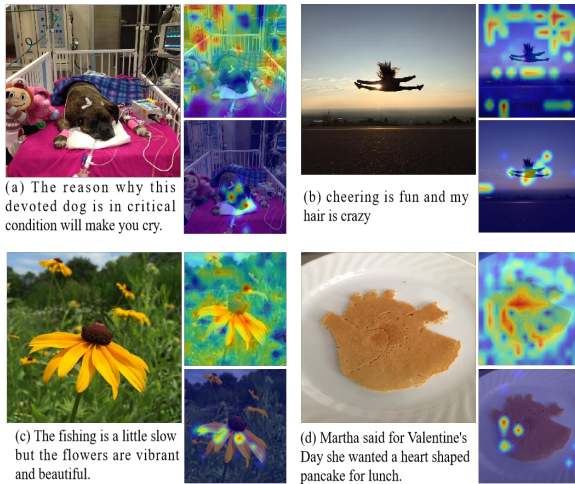 (a) The reason why this
devoted dog is in critical
condition will make you cry.
(b) cheering is fun and my
hair is crazy
(c) The fishing is a little slow
but the flowers are vibrant
and beautiful.
(d) Martha said for Valentine's
Day she wanted a heart shaped
pancake for lunch.